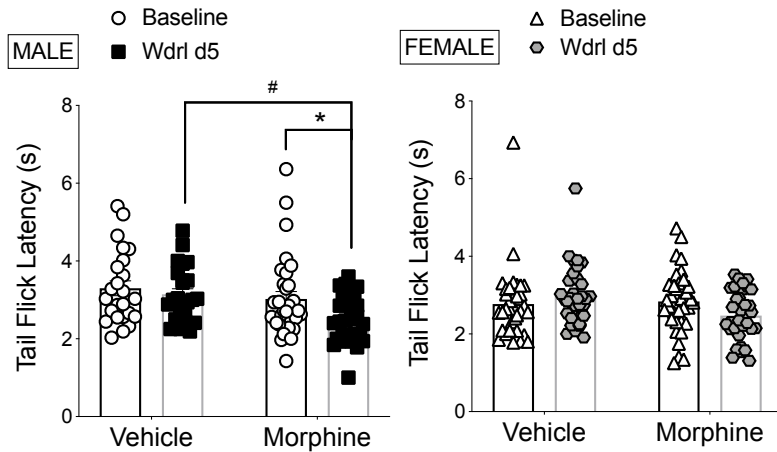 MALE
Baseline
Wdrl d5
#
*
Tail Flick Latency (s)
8
6
4
2
0
Vehicle
Morphine
FEMALE
Baseline
Wdrl d5
Tail Flick Latency (s)
8
6
4
2
0
Vehicle
Morphine